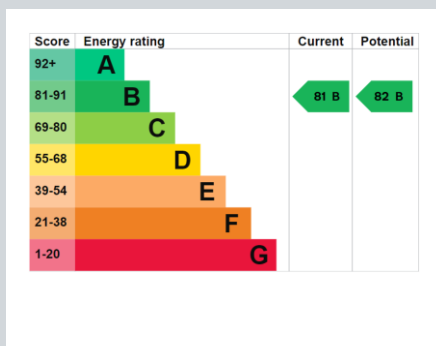 Score Energy rating Current Potential
92+ A
81-91 B 81 B 82 B
69-80 C
55-68 D
39-54 E
21-38 F
1-20 G